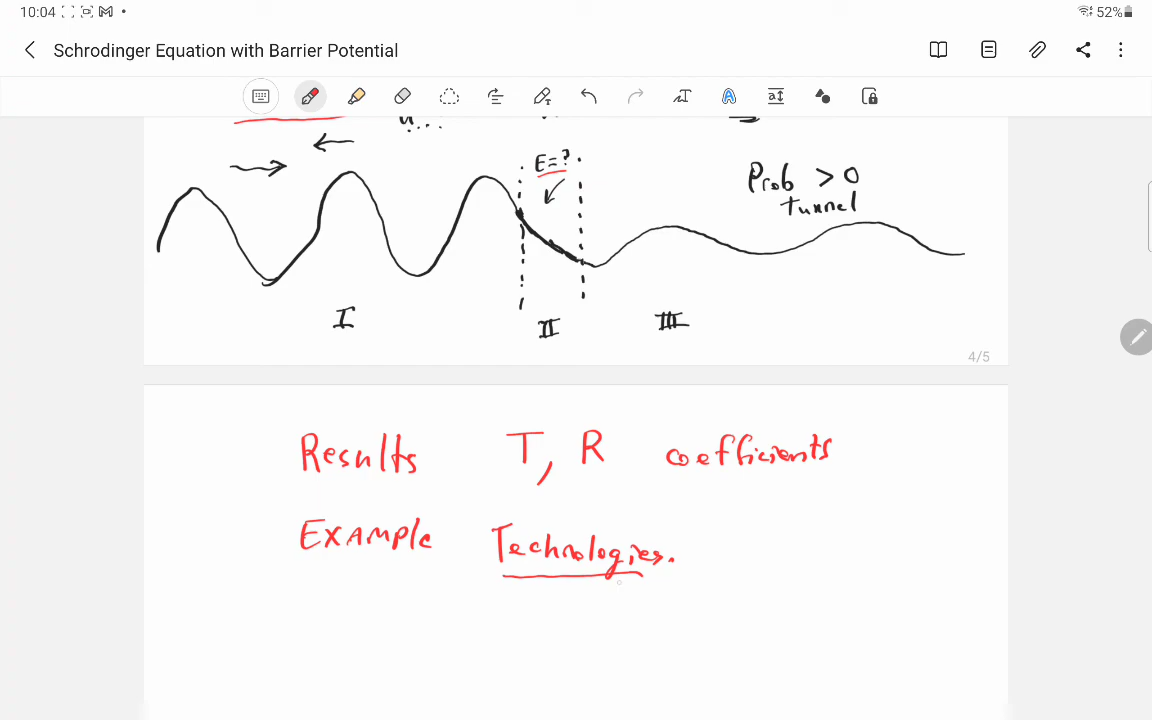 10:04
52%
Schrodinger Equation with Barrier Potential
E=?
Prob > 0
tunnel
I
II
III
4/5
Results T, R coefficients
Example Technologies.